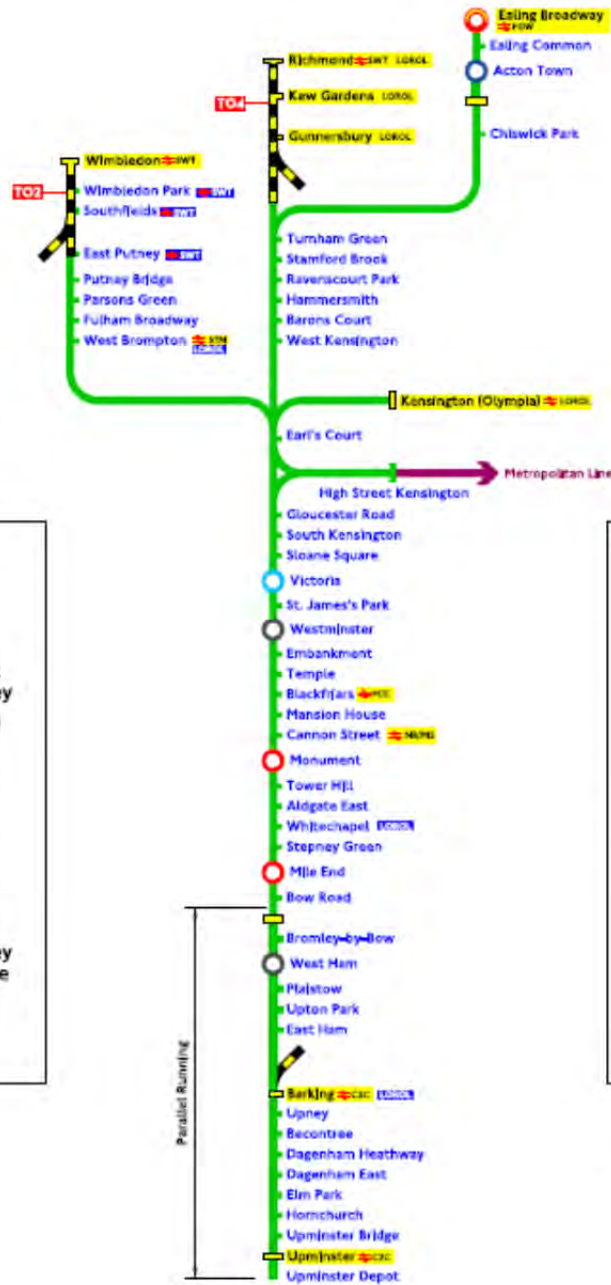 Ealing Broadway
FGW
Ealing Common
Acton Town
Chiswick Park
Richmond SWT LOROL
TO4
Kew Gardens LOROL
Gunnersbury LOROL
Wimbledon SWT
TO2
Wimbledon Park SWT
Southfields SWT
East Putney SWT
Putney Bridge
Parsons Green
Fulham Broadway
West Brompton
LOROL
Turnham Green
Stamford Brook
Ravenscourt Park
Hammersmith
Barons Court
West Kensington
Kensington (Olympia) LOROL
Earl's Court
Metropolitan Line
High Street Kensington
Gloucester Road
South Kensington
Sloane Square
Victoria
St. James's Park
Westminster
Embankment
Temple
Blackfriars
Mansion House
Cannon Street
Monument
Tower Hill
Aldgate East
Whitechapel LOROL
Stepney Green
Mile End
Bow Road
Bromley-by-Bow
West Ham
Plaistow
Upton Park
East Ham
Parallel Running
Barking C2C LOROL
Upney
Becontree
Dagenham Heathway
Dagenham East
Elm Park
Hornchurch
Upminster Bridge
Upminster C2C
Upminster Depot